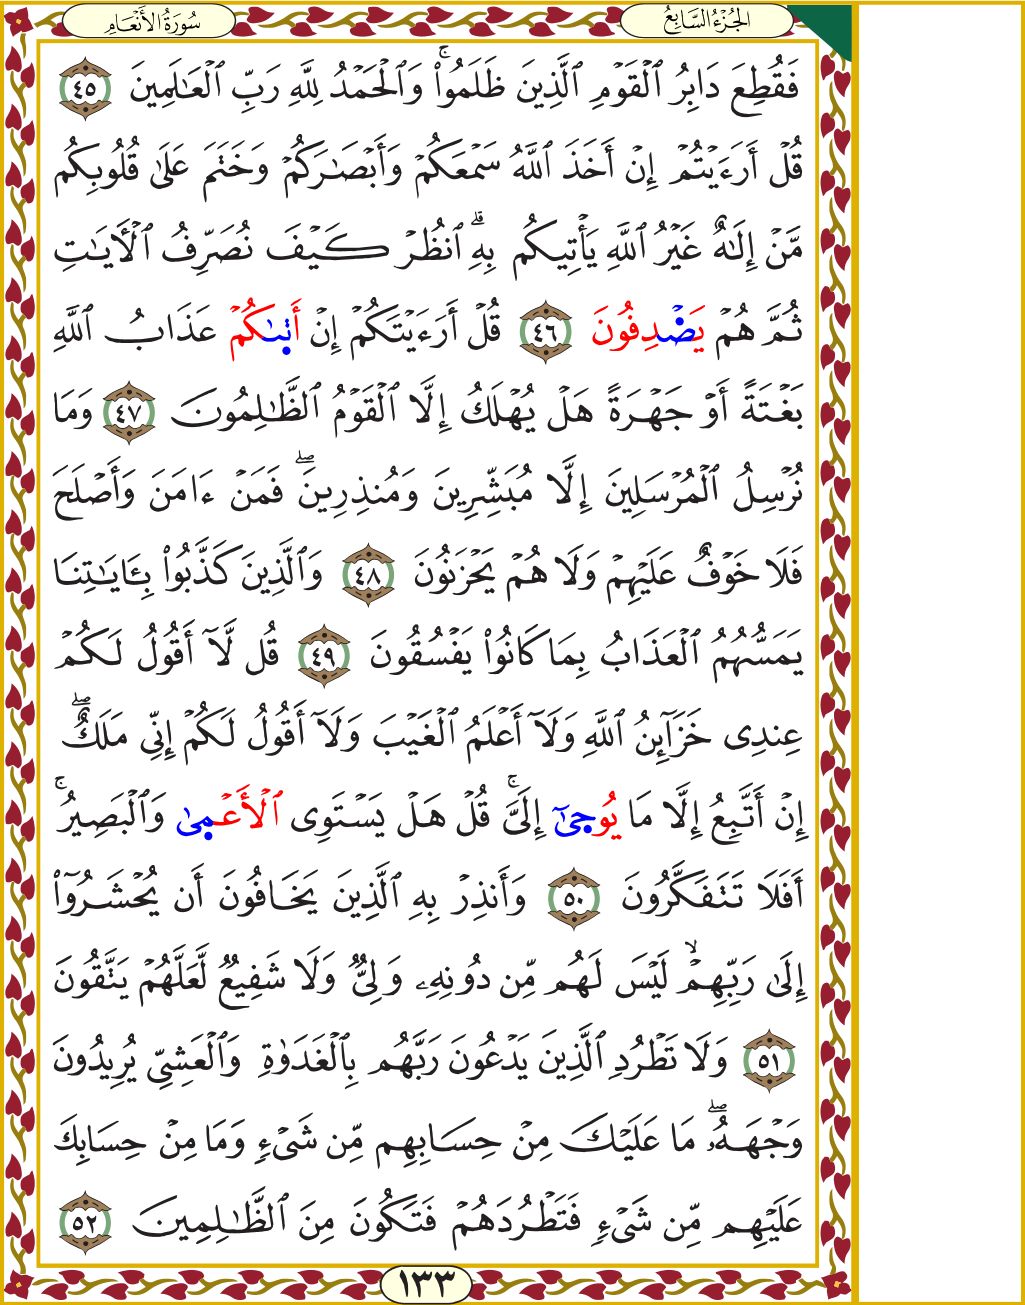 سُورَةُ الأَنْعَامِ
الجُزْءُ السَّابِعُ
فَقُطِعَ دَابِرُ ٱلْقَوْمِ ٱلَّذِينَ ظَلَمُوا۟ ۚ وَٱلْحَمْدُ لِلَّهِ رَبِّ ٱلْعَـٰلَمِينَ ٤٥
قُلْ أَرَءَيْتُمْ إِنْ أَخَذَ ٱللَّهُ سَمْعَكُمْ وَأَبْصَـٰرَكُمْ وَخَتَمَ عَلَىٰ قُلُوبِكُم
مَّنْ إِلَـٰهٌ غَيْرُ ٱللَّهِ يَأْتِيكُم بِهِ ۗ ٱنظُرْ كَيْفَ نُصَرِّفُ ٱلْـَٔايَـٰتِ
ثُمَّ هُمْ يَصْدِفُونَ ٤٦ قُلْ أَرَءَيْتَكُمْ إِنْ أَتَىٰكُمْ عَذَابُ ٱللَّهِ
بَغْتَةً أَوْ جَهْرَةً هَلْ يُهْلَكُ إِلَّا ٱلْقَوْمُ ٱلظَّـٰلِمُونَ ٤٧ وَمَا
نُرْسِلُ ٱلْمُرْسَلِينَ إِلَّا مُبَشِّرِينَ وَمُنذِرِينَ ۖ فَمَنْ ءَامَنَ وَأَصْلَحَ
فَلَا خَوْفٌ عَلَيْهِمْ وَلَا هُمْ يَحْزَنُونَ ٤٨ وَٱلَّذِينَ كَذَّبُوا۟ بِـَٔايَـٰتِنَا
يَمَسُّهُمُ ٱلْعَذَابُ بِمَا كَانُوا۟ يَفْسُقُونَ ٤٩ قُل لَّآ أَقُولُ لَكُمْ
عِندِى خَزَآئِنُ ٱللَّهِ وَلَآ أَعْلَمُ ٱلْغَيْبَ وَلَآ أَقُولُ لَكُمْ إِنِّى مَلَكٌ ۖ
إِنْ أَتَّبِعُ إِلَّا مَا يُوحَىٰٓ إِلَىَّ ۚ قُلْ هَلْ يَسْتَوِى ٱلْأَعْمَىٰ وَٱلْبَصِيرُ ۚ
أَفَلَا تَتَفَكَّرُونَ ٥٠ وَأَنذِرْ بِهِ ٱلَّذِينَ يَخَافُونَ أَن يُحْشَرُوٓا۟
إِلَىٰ رَبِّهِمْ ۙ لَيْسَ لَهُم مِّن دُونِهِۦ وَلِىٌّ وَلَا شَفِيعٌ لَّعَلَّهُمْ يَتَّقُونَ
٥١ وَلَا تَطْرُدِ ٱلَّذِينَ يَدْعُونَ رَبَّهُم بِٱلْغَدَوٰةِ وَٱلْعَشِىِّ يُرِيدُونَ
وَجْهَهُۥ ۖ مَا عَلَيْكَ مِنْ حِسَابِهِم مِّن شَىْءٍ وَمَا مِنْ حِسَابِكَ
عَلَيْهِم مِّن شَىْءٍ فَتَطْرُدَهُمْ فَتَكُونَ مِنَ ٱلظَّـٰلِمِينَ ٥٢
١٣٣